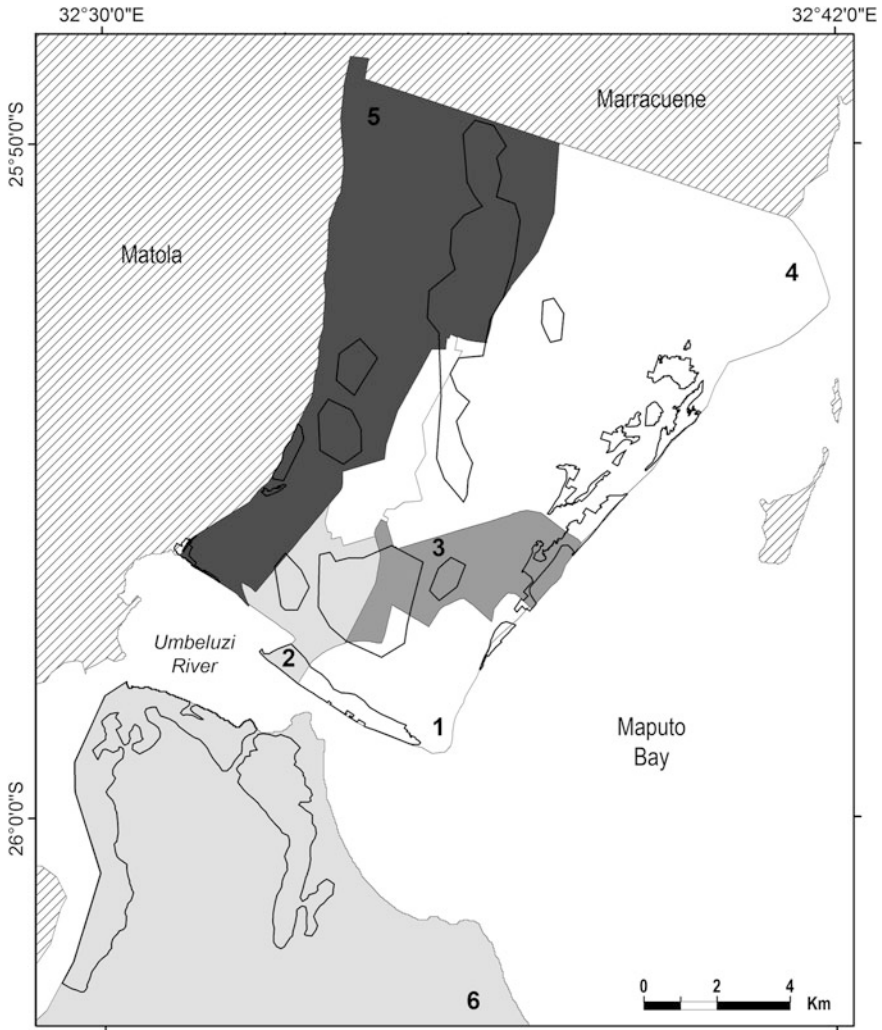 32°30'0"E
32°42'0"E
5
Marracuene
25°50'0"S
Matola
4
3
Umbeluzi
River
2
1
Maputo
Bay
26°0'0"S
0 2 4
Km
6